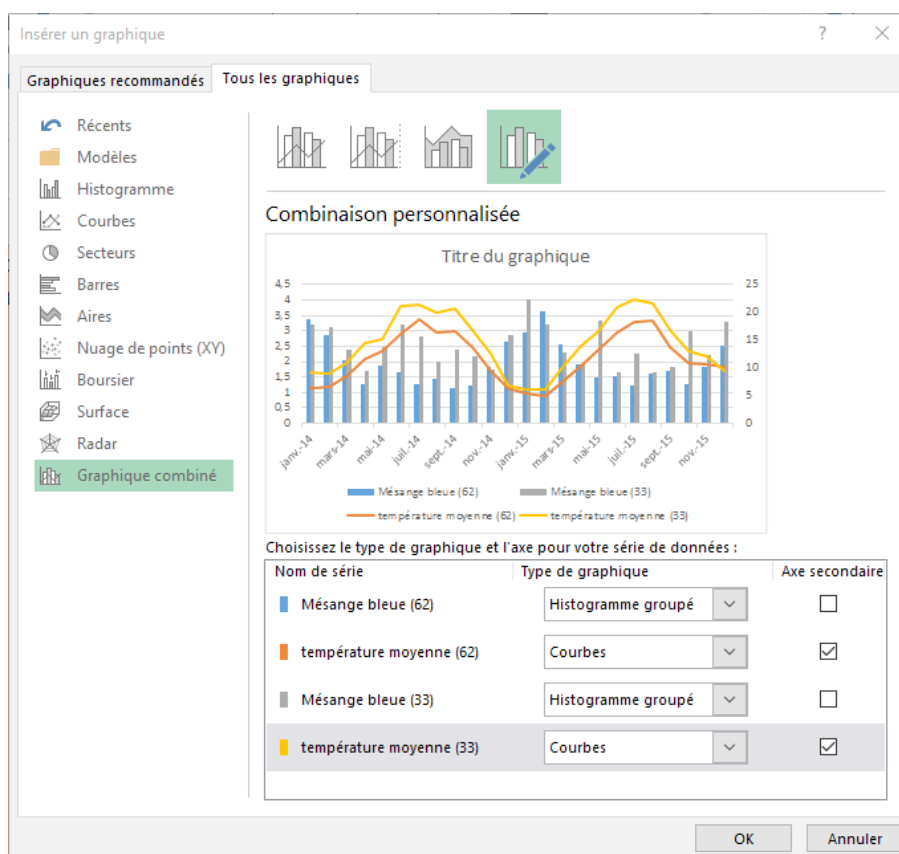 Insérer un graphique ?
Graphiques recommandés Tous les graphiques
Récents
Modèles
Histogramme
Courbes
Secteurs
Barres
Aires
Nuage de points (XY)
Boursier
Surface
Radar
Graphique combiné
Combinaison personnalisée
Titre du graphique
4,5
4
3,5
3
2,5
2
1,5
1
0,5
0
25
20
15
10
5
0
janv.-14 mars-14 mai-14 juil.-14 sept.-14 nov.-14 janv.-15 mars-15 mai-15 juil.-15 sept.-15 nov.-15
Mésange bleue (62) Mésange bleue (33)
température moyenne (62) température moyenne (33)
Choisissez le type de graphique et l'axe pour votre série de données :
Nom de série Type de graphique Axe secondaire
Mésange bleue (62) Histogramme groupé
température moyenne (62) Courbes
Mésange bleue (33) Histogramme groupé
température moyenne (33) Courbes
OK Annuler